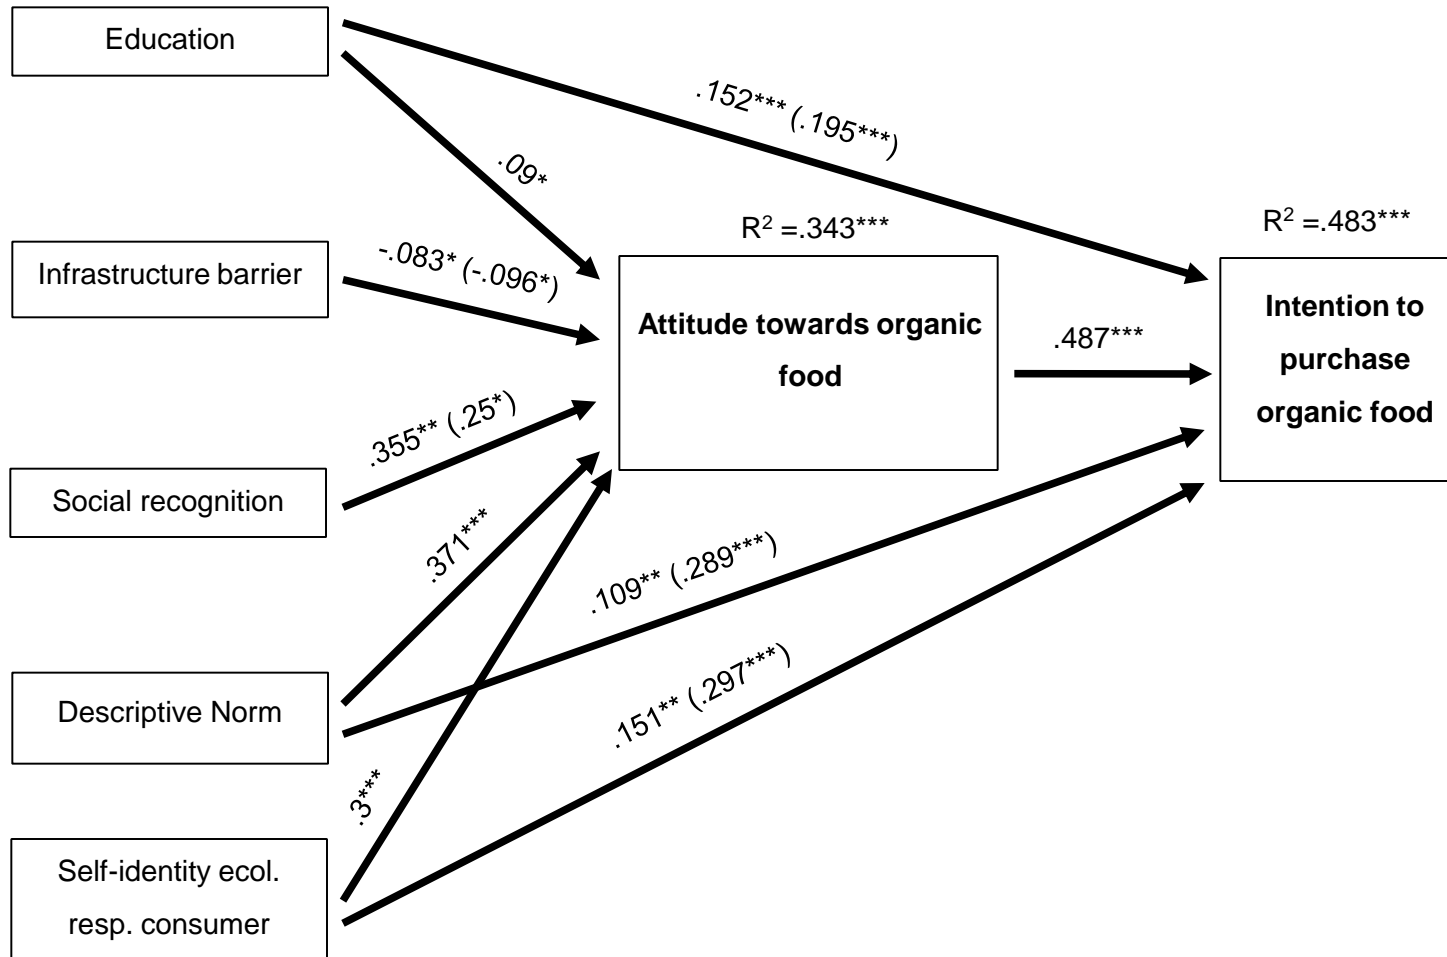 Education
.152*** (.195***)
.09*
R² =.343***
R² =.483***
Infrastructure barrier
-.083* (-.096*)
Attitude towards organic
food
.487***
Intention to
purchase
organic food
.355** (.25*)
Social recognition
.371***
.109** (.289***)
Descriptive Norm
.151** (.297***)
.3***
Self-identity ecol.
resp. consumer